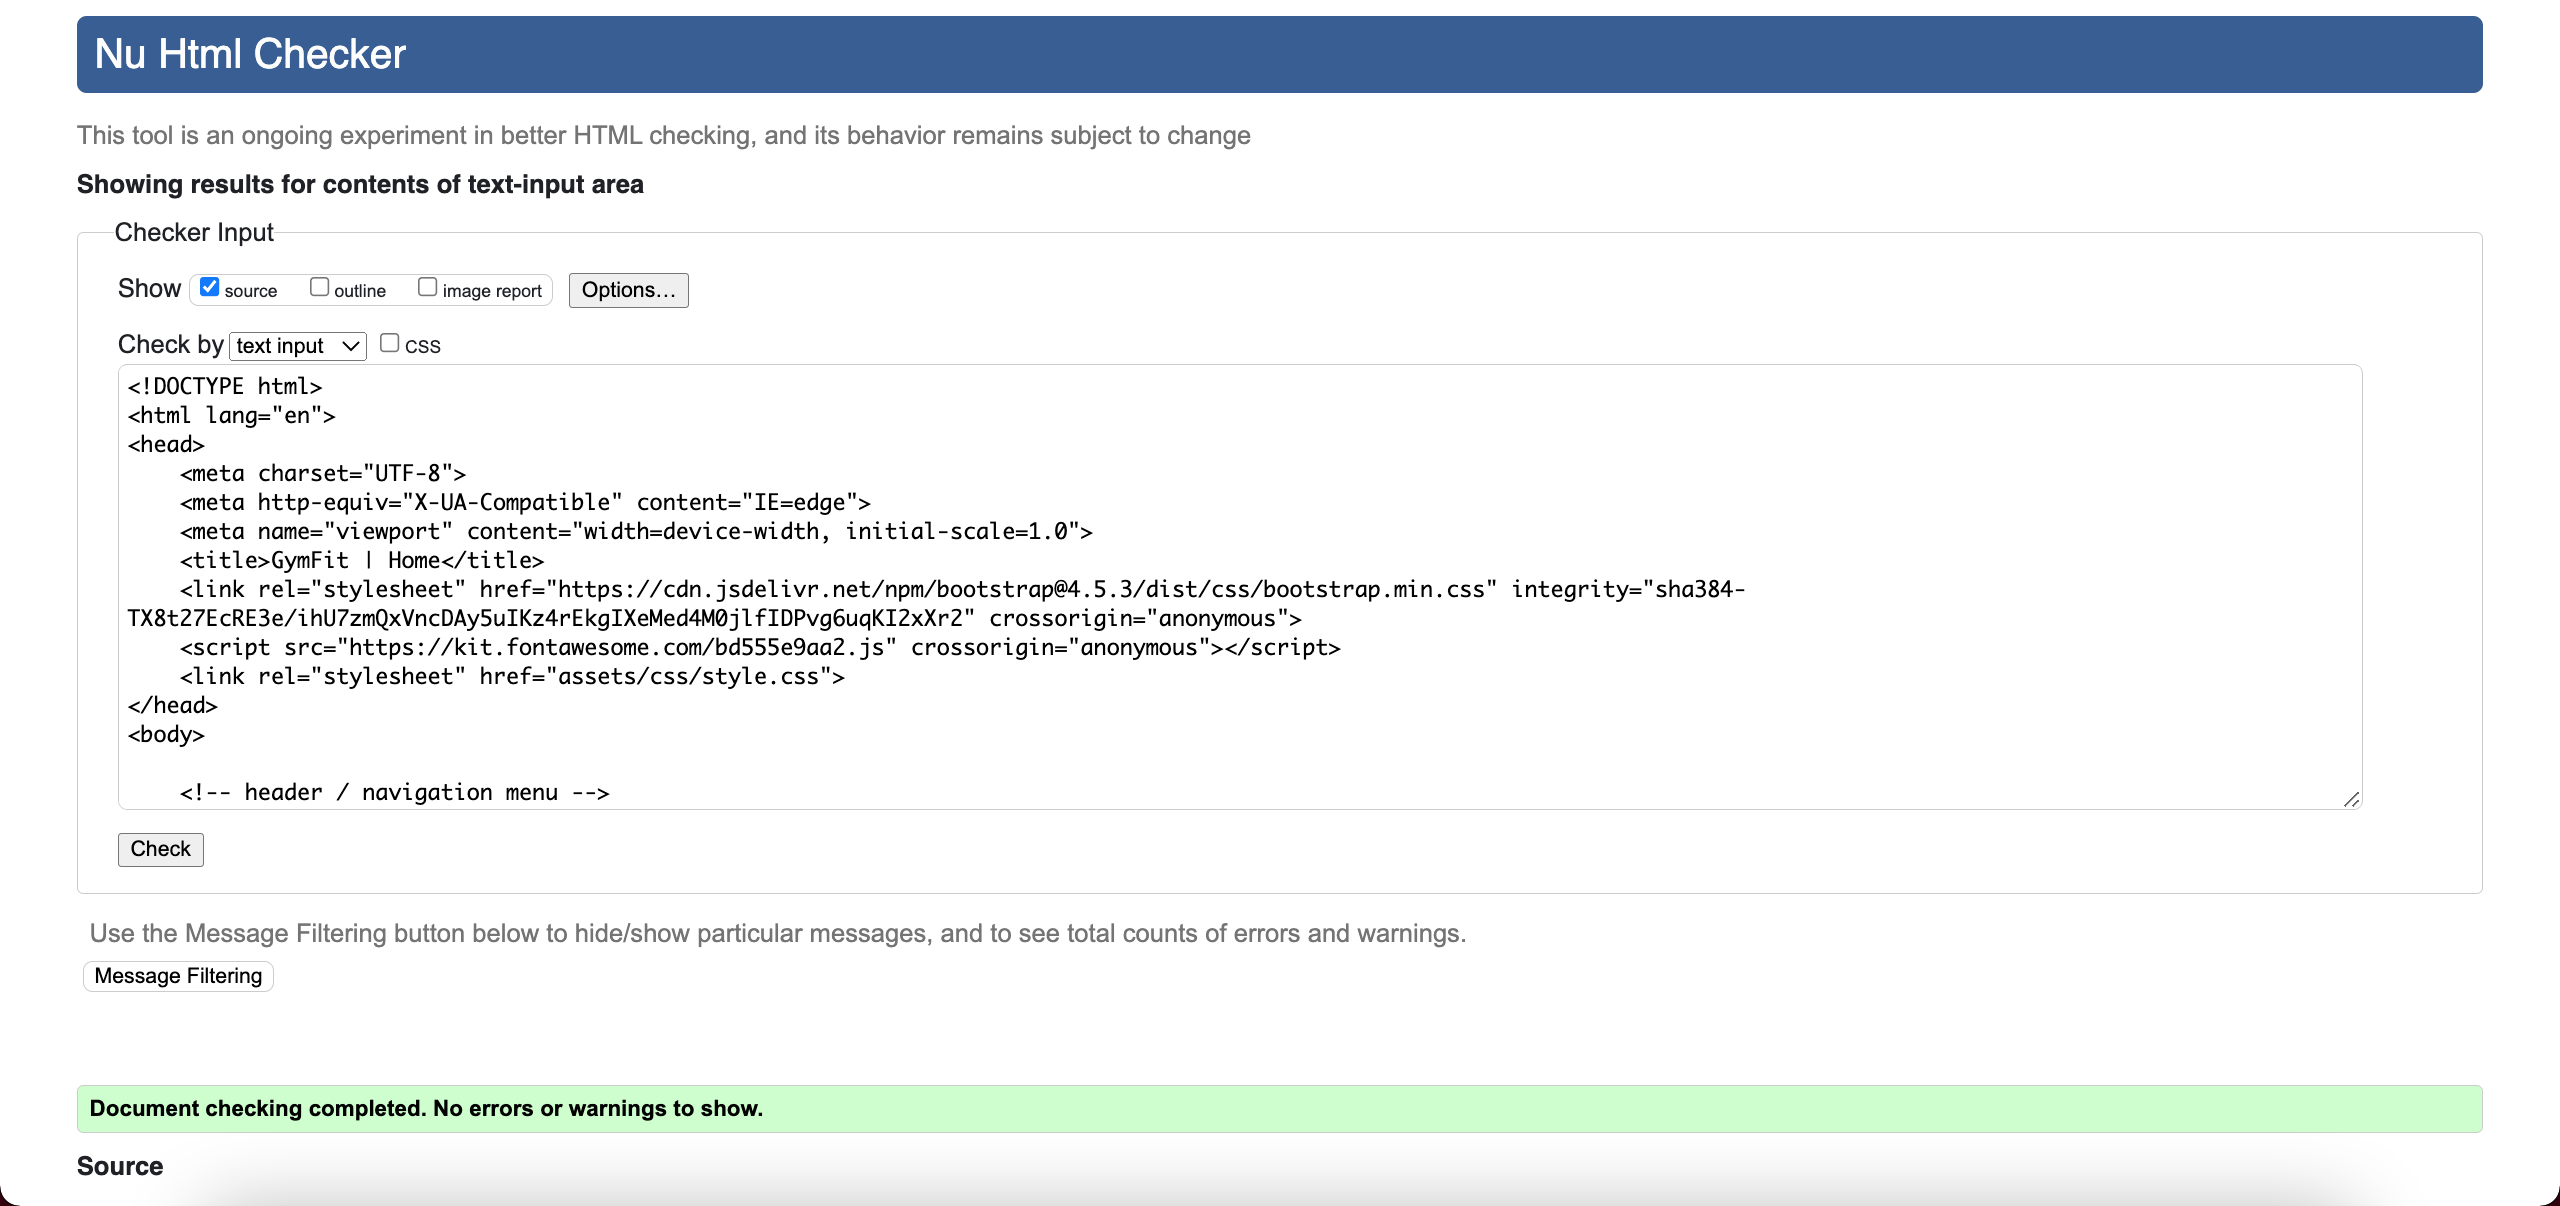 Nu Html Checker
This tool is an ongoing experiment in better HTML checking, and its behavior remains subject to change
Showing results for contents of text-input area
Checker Input
Show source outline image report Options...
Check by text input CSS
<!DOCTYPE html>
<html lang="en">
<head>
    <meta charset="UTF-8">
    <meta http-equiv="X-UA-Compatible" content="IE=edge">
    <meta name="viewport" content="width=device-width, initial-scale=1.0">
    <title>GymFit | Home</title>
    <link rel="stylesheet" href="https://cdn.jsdelivr.net/npm/bootstrap@4.5.3/dist/css/bootstrap.min.css" integrity="sha384-
TX8t27EcRE3e/ihU7zmQxVncDAy5uIKz4rEkgIXeMed4M0jlfIDPvg6uqKI2xXr2" crossorigin="anonymous">
    <script src="https://kit.fontawesome.com/bd555e9aa2.js" crossorigin="anonymous"></script>
    <link rel="stylesheet" href="assets/css/style.css">
</head>
<body>
    <!-- header / navigation menu -->
Check
Use the Message Filtering button below to hide/show particular messages, and to see total counts of errors and warnings.
Message Filtering
Document checking completed. No errors or warnings to show.
Source